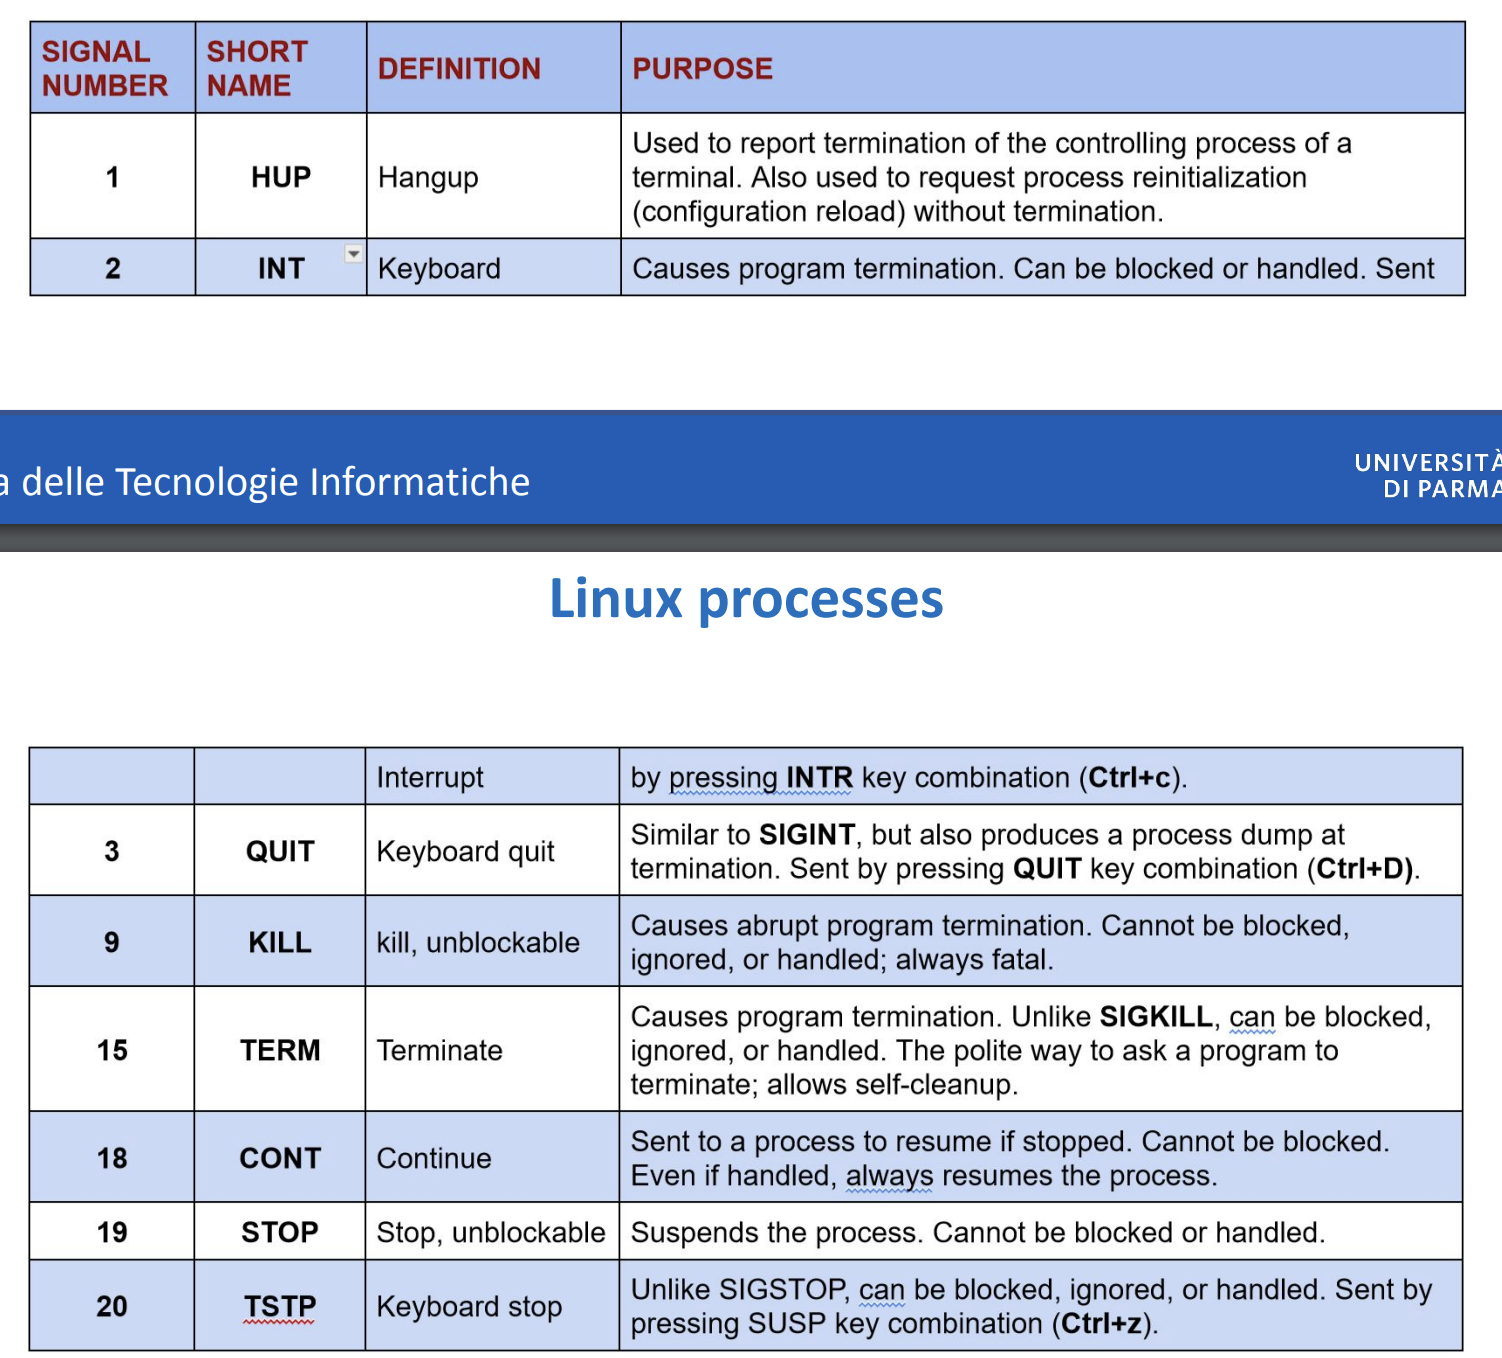 SIGNAL
NUMBER
SHORT
NAME
DEFINITION
PURPOSE
1
HUP
Hangup
Used to report termination of the controlling process of a
terminal. Also used to request process reinitialization
(configuration reload) without termination.
2
INT
Keyboard
Causes program termination. Can be blocked or handled. Sent
a delle Tecnologie Informatiche
UNIVERSITÀ
DI PARMA
Linux processes
Interrupt
by pressing INTR key combination (Ctrl+c).
3
QUIT
Keyboard quit
Similar to SIGINT, but also produces a process dump at
termination. Sent by pressing QUIT key combination (Ctrl+D).
9
KILL
kill, unblockable
Causes abrupt program termination. Cannot be blocked,
ignored, or handled; always fatal.
15
TERM
Terminate
Causes program termination. Unlike SIGKILL, can be blocked,
ignored, or handled. The polite way to ask a program to
terminate; allows self-cleanup.
18
CONT
Continue
Sent to a process to resume if stopped. Cannot be blocked.
Even if handled, always resumes the process.
19
STOP
Stop, unblockable
Suspends the process. Cannot be blocked or handled.
20
TSTP
Keyboard stop
Unlike SIGSTOP, can be blocked, ignored, or handled. Sent by
pressing SUSP key combination (Ctrl+z).